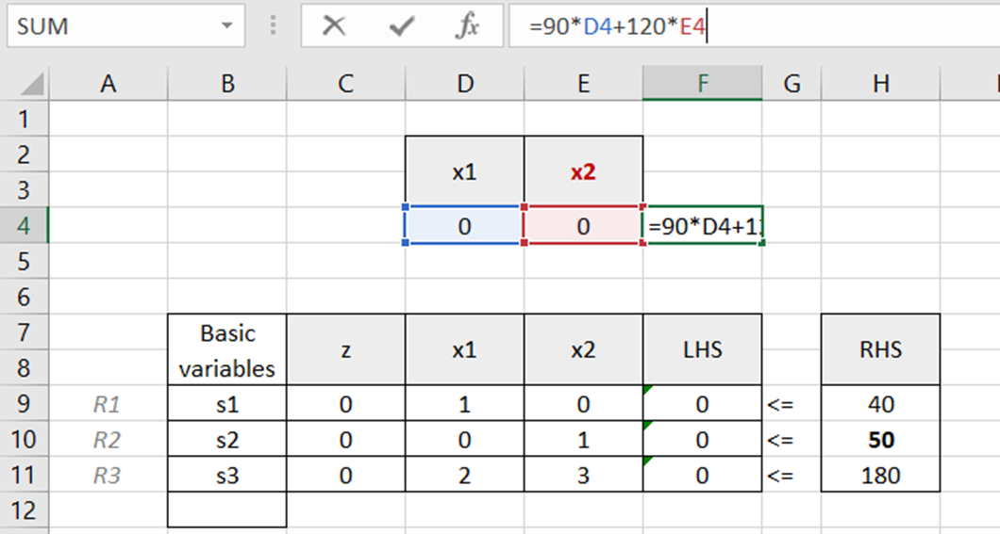 SUM fx =90*D4+120*E4
A B C D E F G H
1
2
x1 x2
3
4 0 0 =90*D4+1
5
6
7 Basic
z x1 x2 LHS RHS
8 variables
9 R1 s1 0 1 0 0 <= 40
10 R2 s2 0 0 1 0 <= 50
11 R3 s3 0 2 3 0 <= 180
12